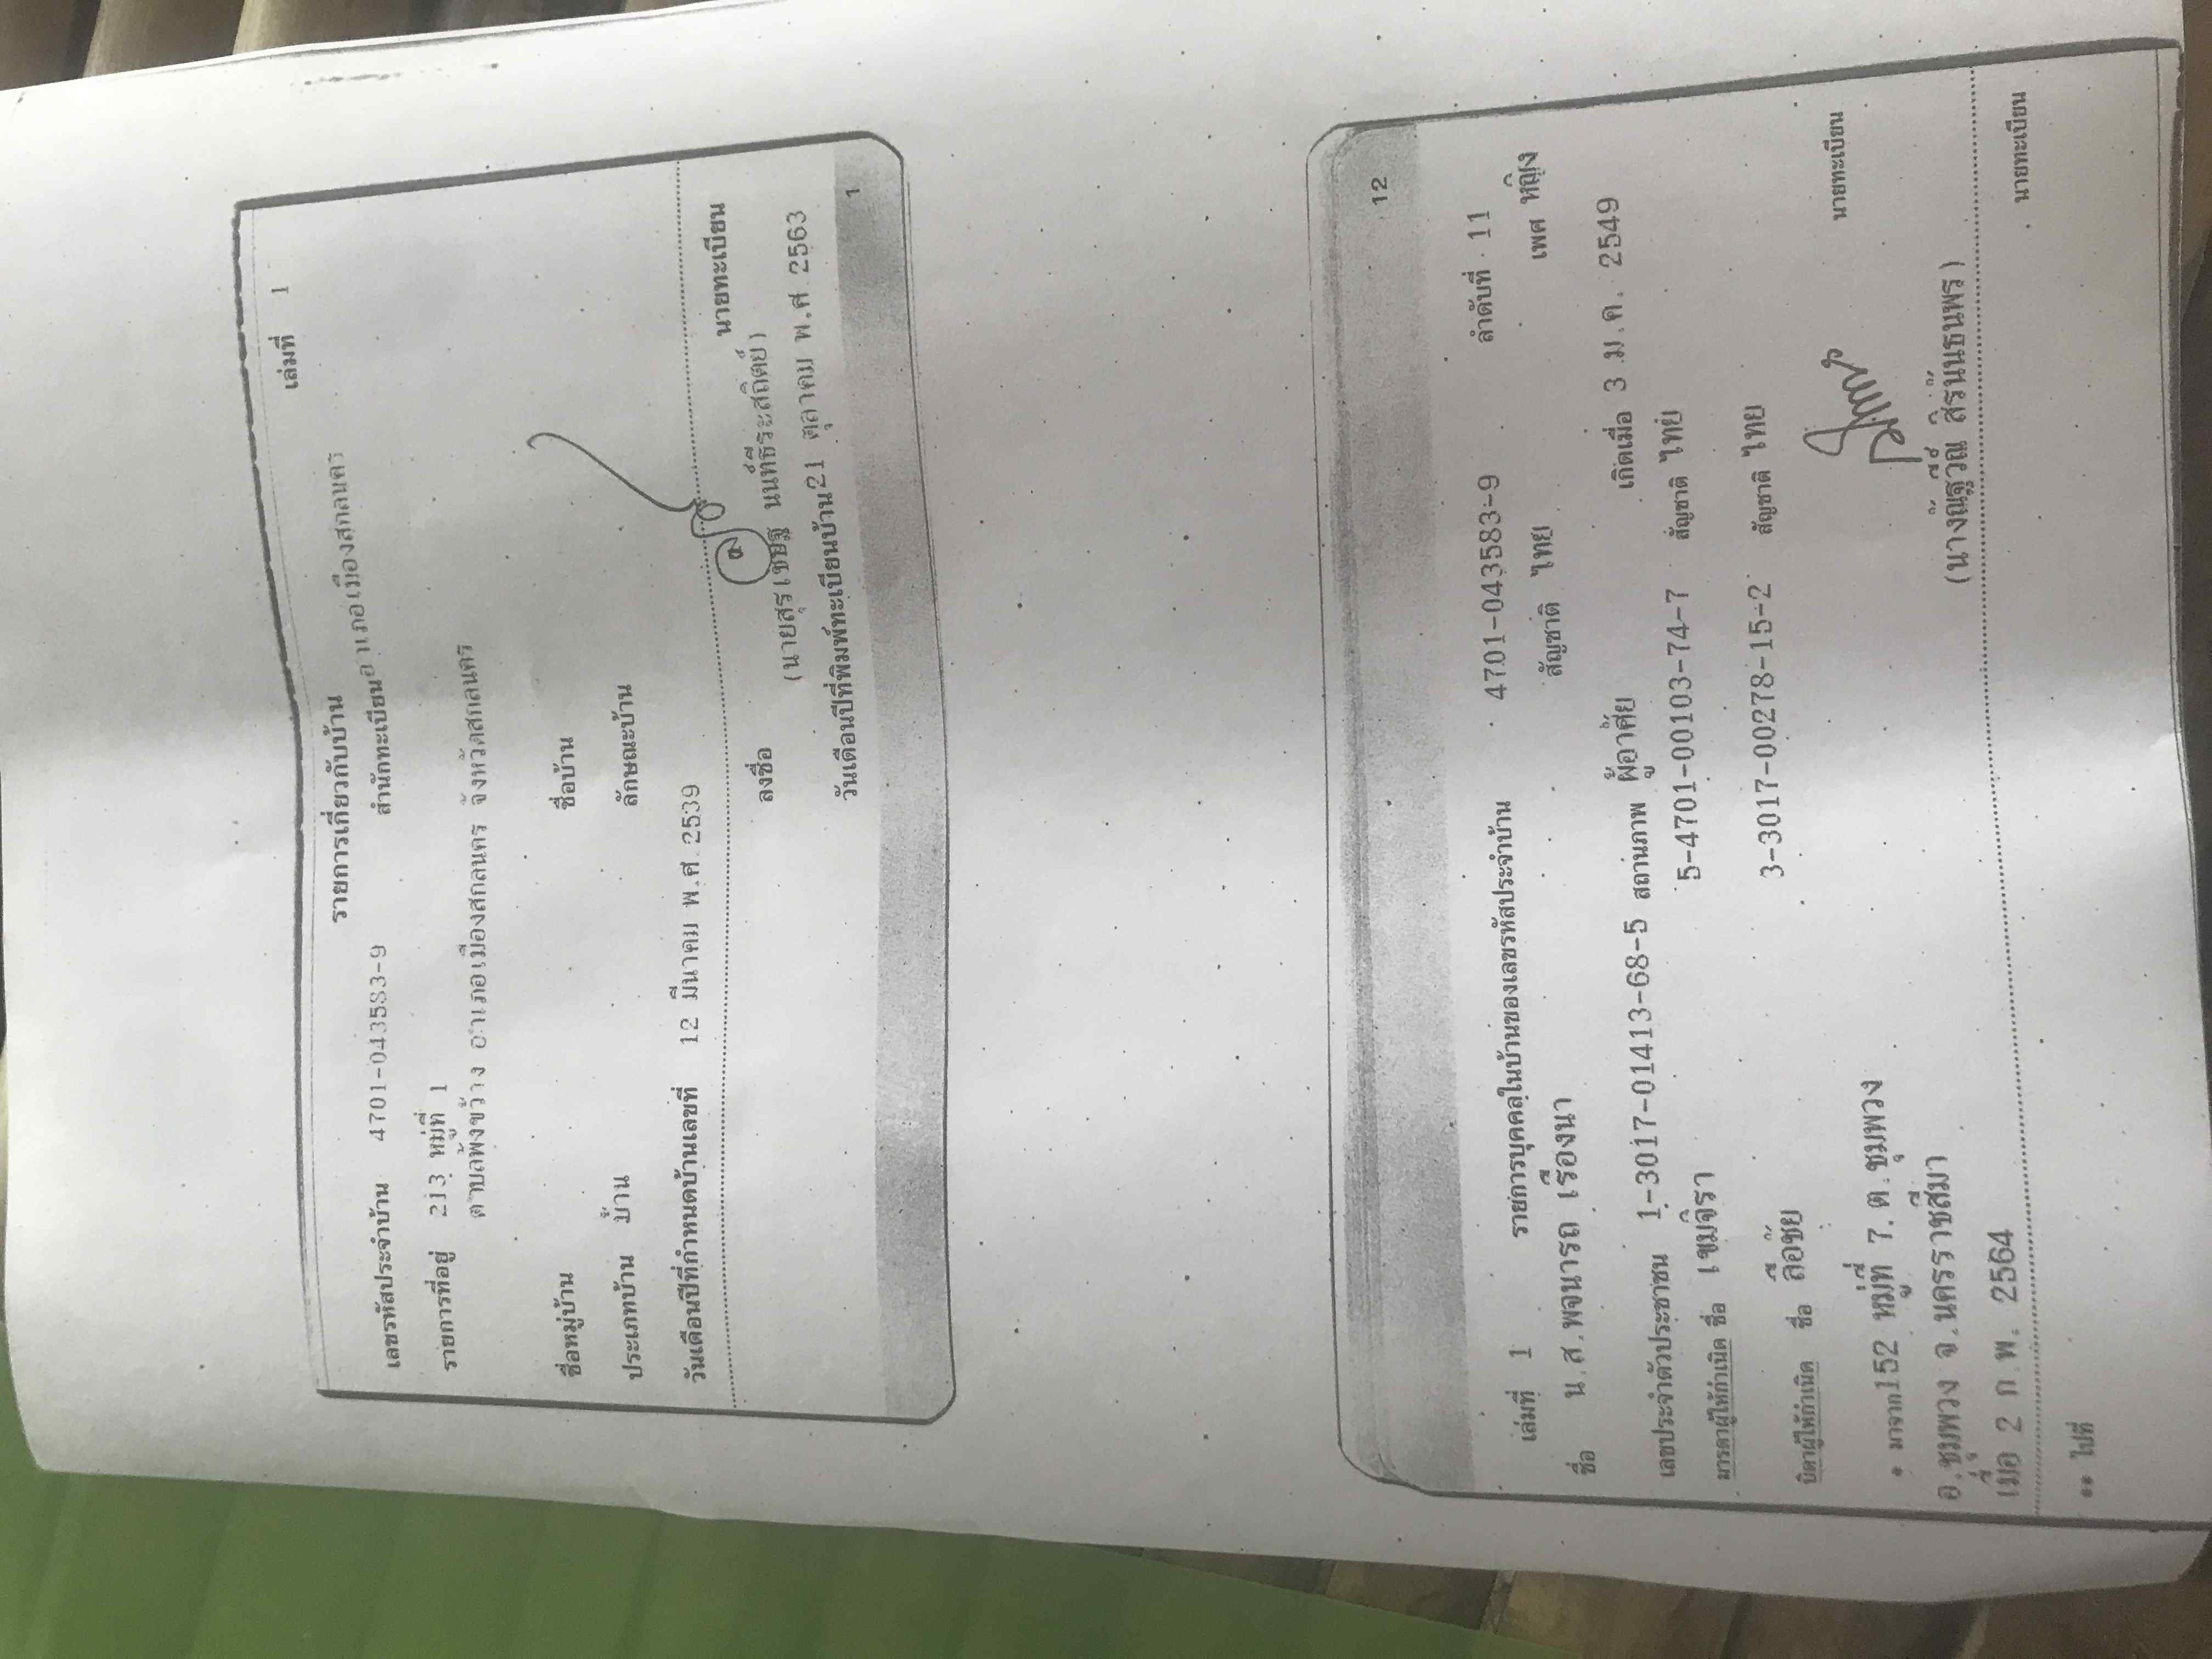 เล่มที่ 1
รายการเกี่ยวกับบ้าน
เลขรหัสประจำบ้าน 4701-043583-9 สำนักทะเบียน อำเภอเมืองสกลนคร
รายการที่อยู่ 213 หมู่ที่ 1
ตำบลพังขว้าง อำเภอเมืองสกลนคร จังหวัดสกลนคร
ชื่อหมู่บ้าน ชื่อบ้าน
ประเภทบ้าน บ้าน ลักษณะบ้าน
วันเดือนปีที่กำหนดบ้านเลขที่ 12 มีนาคม พ.ศ.2539
ลงชื่อ นายทะเบียน
(นายสุรเชษฐ นนท์ธีระสถิตย์)
วันเดือนปีที่พิมพ์ทะเบียนบ้าน 21 ตุลาคม พ.ศ.2563
1
12
เล่มที่ 1 รายการบุคคลในบ้านของเลขรหัสประจำบ้าน 4701-043583-9 ลำดับที่ 11
ชื่อ น.ส.พจนารถ เรืองนา สัญชาติ ไทย เพศ หญิง
เลขประจำตัวประชาชน 1-3017-01413-68-5 สถานภาพ ผู้อาศัย เกิดเมื่อ 3 ม.ค. 2549
มารดาผู้ให้กำเนิด ชื่อ เขมจิรา 5-4701-00103-74-7 สัญชาติ ไทย
บิดาผู้ให้กำเนิด ชื่อ ลือชัย 3-3017-00278-15-2 สัญชาติ ไทย
* มาจาก 152 หมู่ที่ 7 ต.ชุมพวง นายทะเบียน
อ.ชุมพวง จ.นครราชสีมา
เมื่อ 2 ก.พ. 2564
** ไปที่ นายทะเบียน